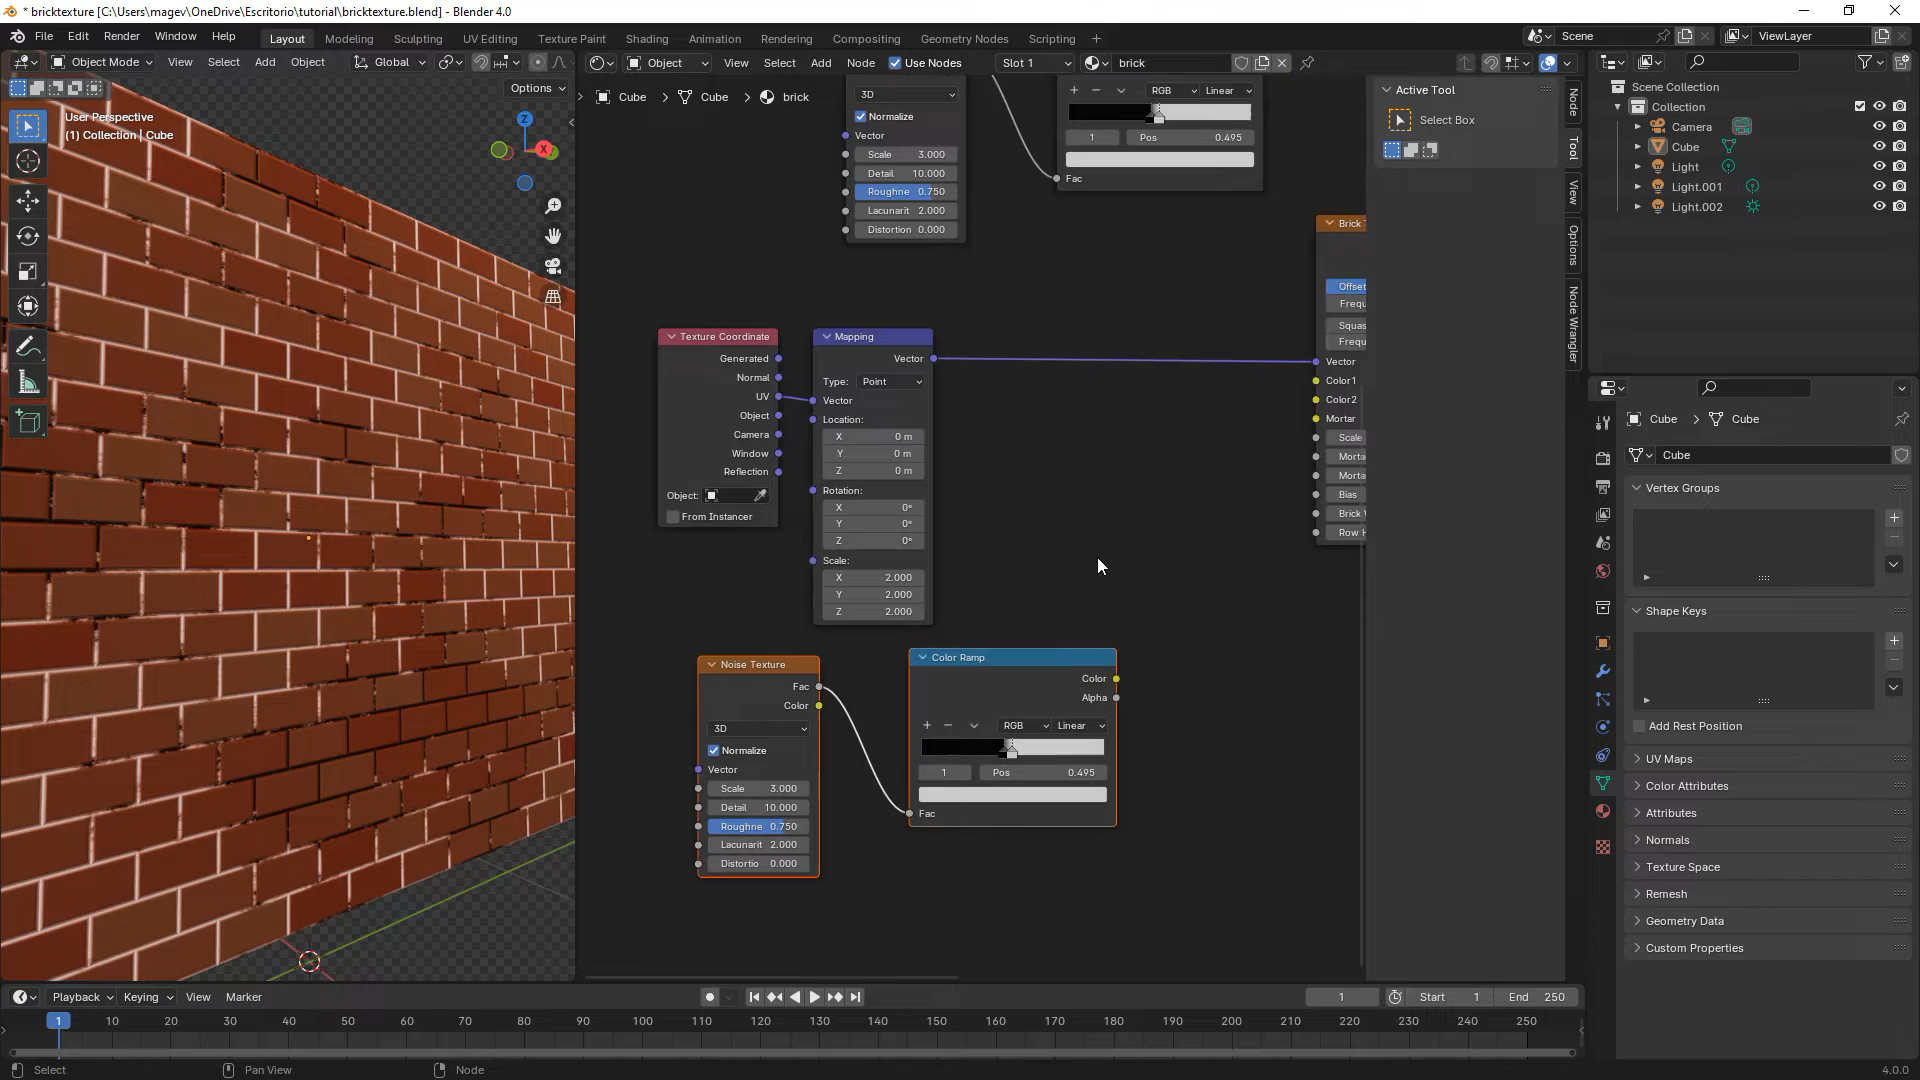 * bricktexture [C:\Users\magev\OneDrive\Escritorio\tutorial\bricktexture.blend] - Blender 4.0
File Edit Render Window Help
Layout Modeling Sculpting UV Editing Texture Paint Shading Animation Rendering Compositing Geometry Nodes Scripting +
Scene ViewLayer
Object Mode View Select Add Object Global
Object View Select Add Node Use Nodes Slot 1 brick
Options
User Perspective
(1) Collection | Cube
Z
X
Cube > Cube > brick
3D
Normalize
Vector
Scale 3.000
Detail 10.000
Roughne 0.750
Lacunarit 2.000
Distortion 0.000
RGB Linear
1 Pos 0.495
Fac
Texture Coordinate
Generated
Normal
UV
Object
Camera
Window
Reflection
Object:
From Instancer
Mapping
Vector
Type: Point
Vector
Location:
X 0 m
Y 0 m
Z 0 m
Rotation:
X 0°
Y 0°
Z 0°
Scale:
X 2.000
Y 2.000
Z 2.000
Brick T
Offset
Frequ
Squas
Frequ
Vector
Color1
Color2
Mortar
Scale
Morta
Morta
Bias
Brick W
Row H
Noise Texture
Fac
Color
3D
Normalize
Vector
Scale 3.000
Detail 10.000
Roughne 0.750
Lacunarit 2.000
Distortio 0.000
Color Ramp
Color
Alpha
RGB Linear
1 Pos 0.495
Fac
Active Tool
Select Box
Node
Tool
View
Options
Node Wrangler
Scene Collection
Collection
Camera
Cube
Light
Light.001
Light.002
Cube > Cube
Cube
Vertex Groups
Shape Keys
Add Rest Position
UV Maps
Color Attributes
Attributes
Normals
Texture Space
Remesh
Geometry Data
Custom Properties
Playback Keying View Marker
1 Start 1 End 250
1 10 20 30 40 50 60 70 80 90 100 110 120 130 140 150 160 170 180 190 200 210 220 230 240 250
Select Pan View Node 4.0.0